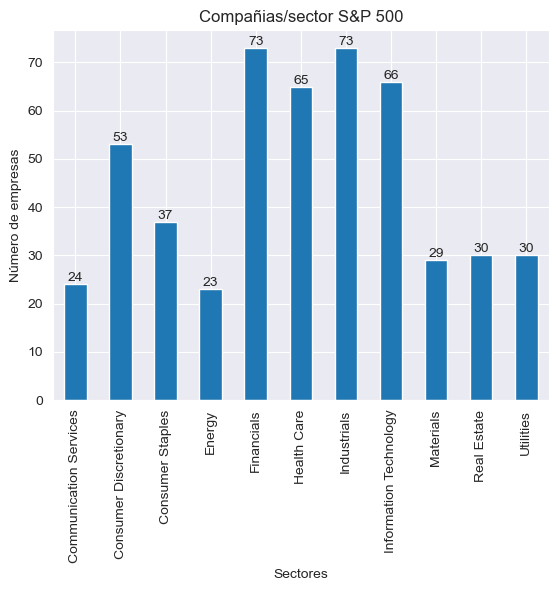 Compañias/sector S&P 500
Número de empresas
70
60
50
40
30
20
10
0
24
53
37
23
73
65
73
66
29
30
30
Communication Services
Consumer Discretionary
Consumer Staples
Energy
Financials
Health Care
Industrials
Information Technology
Materials
Real Estate
Utilities
Sectores